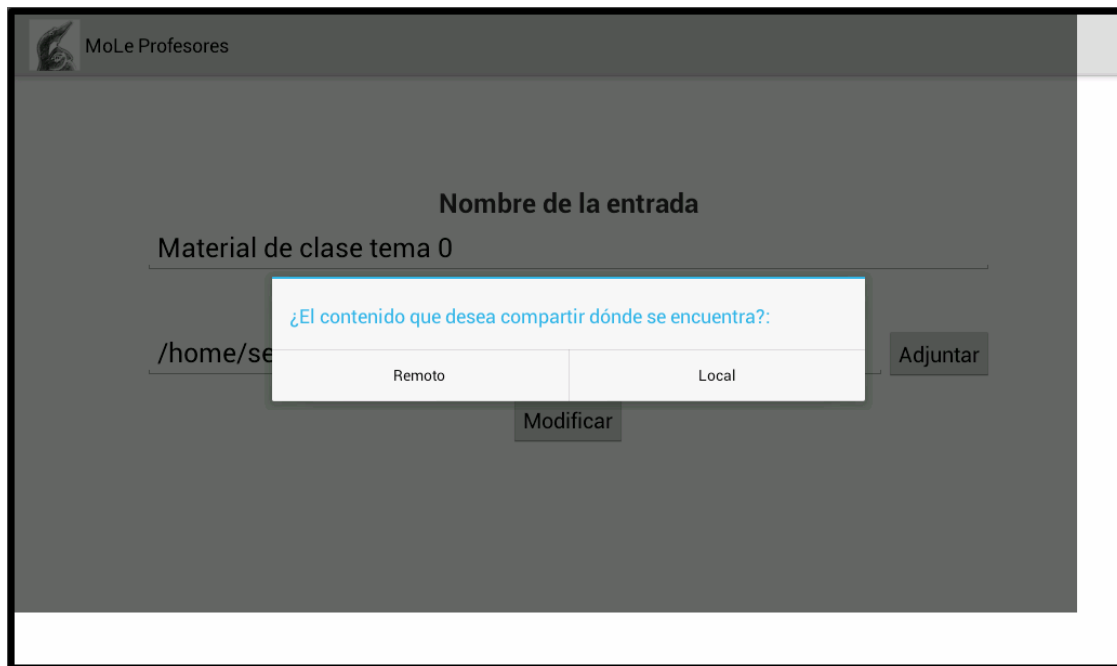 MoLe Profesores
Nombre de la entrada
Material de clase tema 0
¿El contenido que desea compartir dónde se encuentra?:
/home/se
Adjuntar
Remoto
Local
Modificar